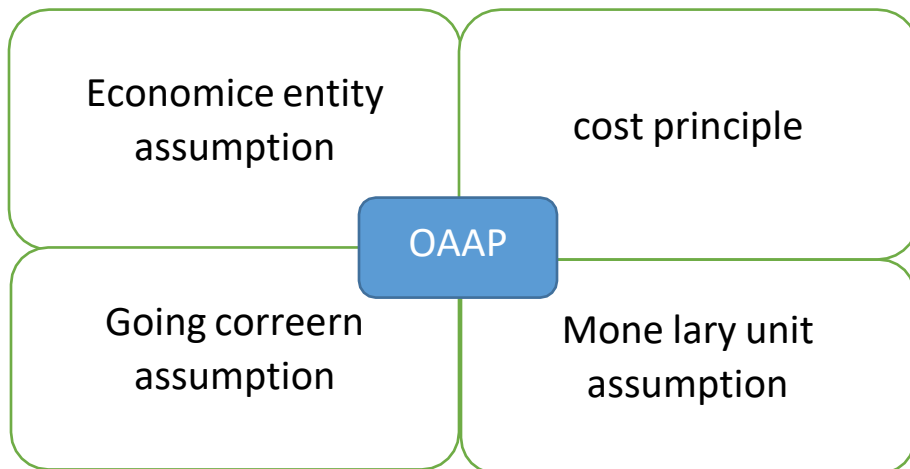 Economice entity
assumption
cost principle
OAAP
Going correern
assumption
Mone lary unit
assumption